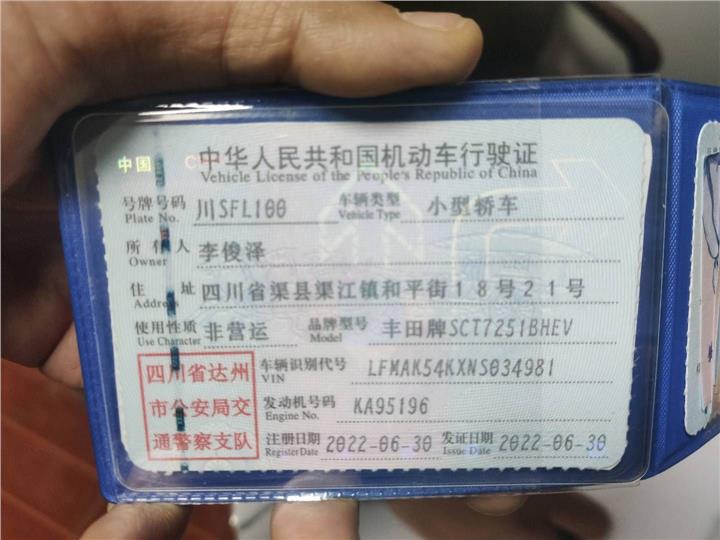 中国 C
中华人民共和国机动车行驶证
Vehicle License of the People's Republic of China
号牌号码 川SFL100 车辆类型 小型轿车
Plate No. Vehicle Type
所有人 李俊泽
Owner
住址 四川省渠县渠江镇和平街18号21号
Address
使用性质 非营运 品牌型号 丰田牌SCT7251BHEV
Use Character Model
四川省达州
市公安局交
通警察支队
车辆识别代号 LFMAK54KXNS034981
VIN
发动机号码 KA95196
Engine No.
注册日期 2022-06-30 发证日期 2022-06-30
Register Date Issue Date